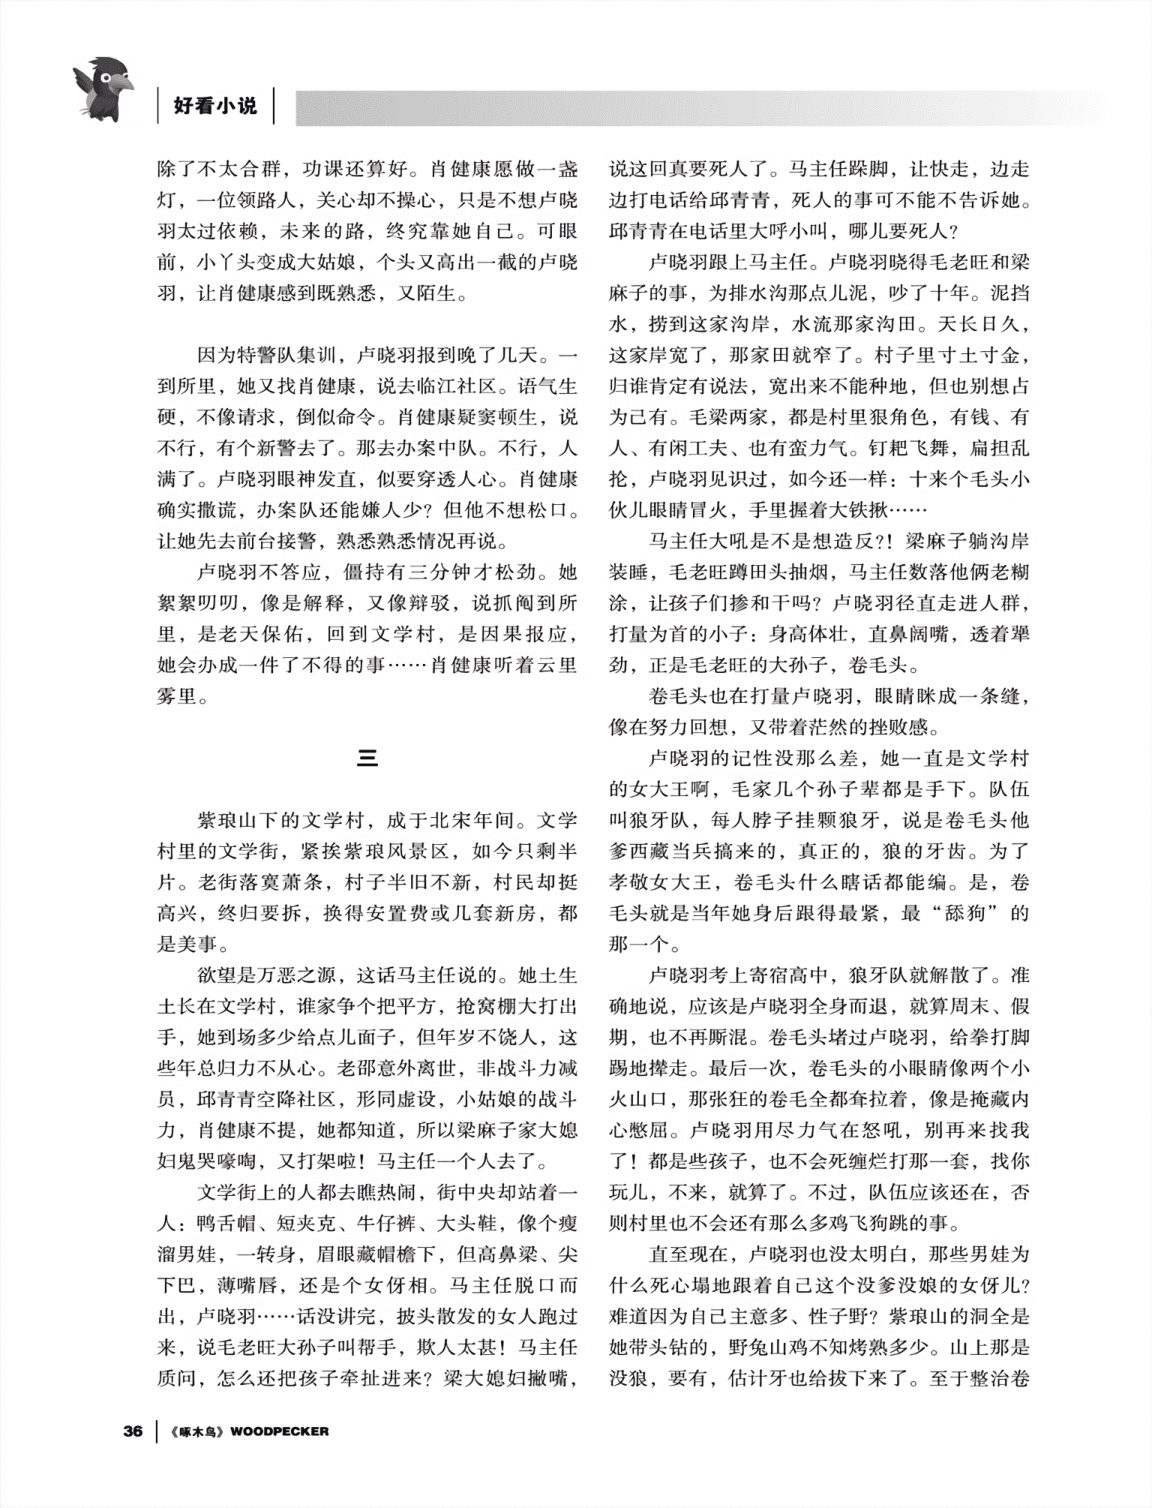 好看小说
除了不太合群，功课还算好。肖健康愿做一盏
灯，一位领路人，关心却不操心，只是不想卢晓
羽太过依赖，未来的路，终究靠她自己。可眼
前，小丫头变成大姑娘，个头又高出一截的卢晓
羽，让肖健康感到既熟悉，又陌生。
因为特警队集训，卢晓羽报到晚了几天。一
到所里，她又找肖健康，说去临江社区。语气生
硬，不像请求，倒似命令。肖健康疑窦顿生，说
不行，有个新警去了。那去办案中队。不行，人
满了。卢晓羽眼神发直，似要穿透人心。肖健康
确实撒谎，办案队还能嫌人少？但他不想松口。
让她先去前台接警，熟悉熟悉情况再说。
卢晓羽不答应，僵持有三分钟才松劲。她
絮絮叨叨，像是解释，又像辩驳，说抓阄到所
里，是老天保佑，回到文学村，是因果报应，
她会办成一件了不得的事……肖健康听着云里
雾里。
三
紫琅山下的文学村，成于北宋年间。文学
村里的文学街，紧挨紫琅风景区，如今只剩半
片。老街落寞萧条，村子半旧不新，村民却挺
高兴，终归要拆，换得安置费或几套新房，都
是美事。
欲望是万恶之源，这话马主任说的。她土生
土长在文学村，谁家争个把平方，抢窝棚大打出
手，她到场多少给点儿面子，但年岁不饶人，这
些年总归力不从心。老邵意外离世，非战斗力减
员，邱青青空降社区，形同虚设，小姑娘的战斗
力，肖健康不提，她都知道，所以梁麻子家大媳
妇鬼哭嚎啕，又打架啦！马主任一个人去了。
文学街上的人都去瞧热闹，街中央却站着一
人：鸭舌帽、短夹克、牛仔裤、大头鞋，像个瘦
溜男娃，一转身，眉眼藏帽檐下，但高鼻梁、尖
下巴，薄嘴唇，还是个女伢相。马主任脱口而
出，卢晓羽……话没讲完，披头散发的女人跑过
来，说毛老旺大孙子叫帮手，欺人太甚！马主任
质问，怎么还把孩子牵扯进来？梁大媳妇撇嘴，
说这回真要死人了。马主任跺脚，让快走，边走
边打电话给邱青青，死人的事可不能不告诉她。
邱青青在电话里大呼小叫，哪儿要死人？
卢晓羽跟上马主任。卢晓羽晓得毛老旺和梁
麻子的事，为排水沟那点儿泥，吵了十年。泥挡
水，捞到这家沟岸，水流那家沟田。天长日久，
这家岸宽了，那家田就窄了。村子里寸土寸金，
归谁肯定有说法，宽出来不能种地，但也别想占
为己有。毛梁两家，都是村里狠角色，有钱、有
人、有闲工夫、也有蛮力气。钉耙飞舞，扁担乱
抡，卢晓羽见识过，如今还一样：十来个毛头小
伙儿眼睛冒火，手里握着大铁揪……
马主任大吼是不是想造反？！梁麻子躺沟岸
装睡，毛老旺蹲田头抽烟，马主任数落他俩老糊
涂，让孩子们掺和干吗？卢晓羽径直走进人群，
打量为首的小子：身高体壮，直鼻阔嘴，透着犟
劲，正是毛老旺的大孙子，卷毛头。
卷毛头也在打量卢晓羽，眼睛眯成一条缝，
像在努力回想，又带着茫然的挫败感。
卢晓羽的记性没那么差，她一直是文学村
的女大王啊，毛家几个孙子辈都是手下。队伍
叫狼牙队，每人脖子挂颗狼牙，说是卷毛头他
爹西藏当兵搞来的，真正的，狼的牙齿。为了
孝敬女大王，卷毛头什么瞎话都能编。是，卷
毛头就是当年她身后跟得最紧，最“舔狗”的
那一个。
卢晓羽考上寄宿高中，狼牙队就解散了。准
确地说，应该是卢晓羽全身而退，就算周末、假
期，也不再厮混。卷毛头堵过卢晓羽，给拳打脚
踢地撵走。最后一次，卷毛头的小眼睛像两个小
火山口，那张狂的卷毛全都耷拉着，像是掩藏内
心憋屈。卢晓羽用尽力气在怒吼，别再来找我
了！都是些孩子，也不会死缠烂打那一套，找你
玩儿，不来，就算了。不过，队伍应该还在，否
则村里也不会还有那么多鸡飞狗跳的事。
直至现在，卢晓羽也没太明白，那些男娃为
什么死心塌地跟着自己这个没爹没娘的女伢儿？
难道因为自己主意多、性子野？紫琅山的洞全是
她带头钻的，野兔山鸡不知烤熟多少。山上那是
没狼，要有，估计牙也给拔下来了。至于整治卷
36
《啄木鸟》WOODPECKER